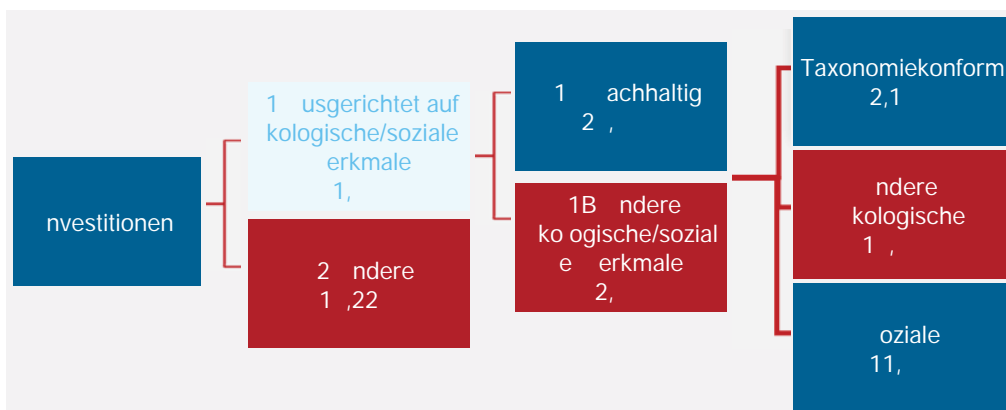 nvestitionen
1 usgerichtet auf
kologische/soziale
erkmale
1,
2 ndere
1 ,22
1 achhaltig
2 ,
1B ndere
ko ogische/sozial
e erkmale
2,
Taxonomiekonform
2,1
ndere
kologische
1 ,
oziale
11,